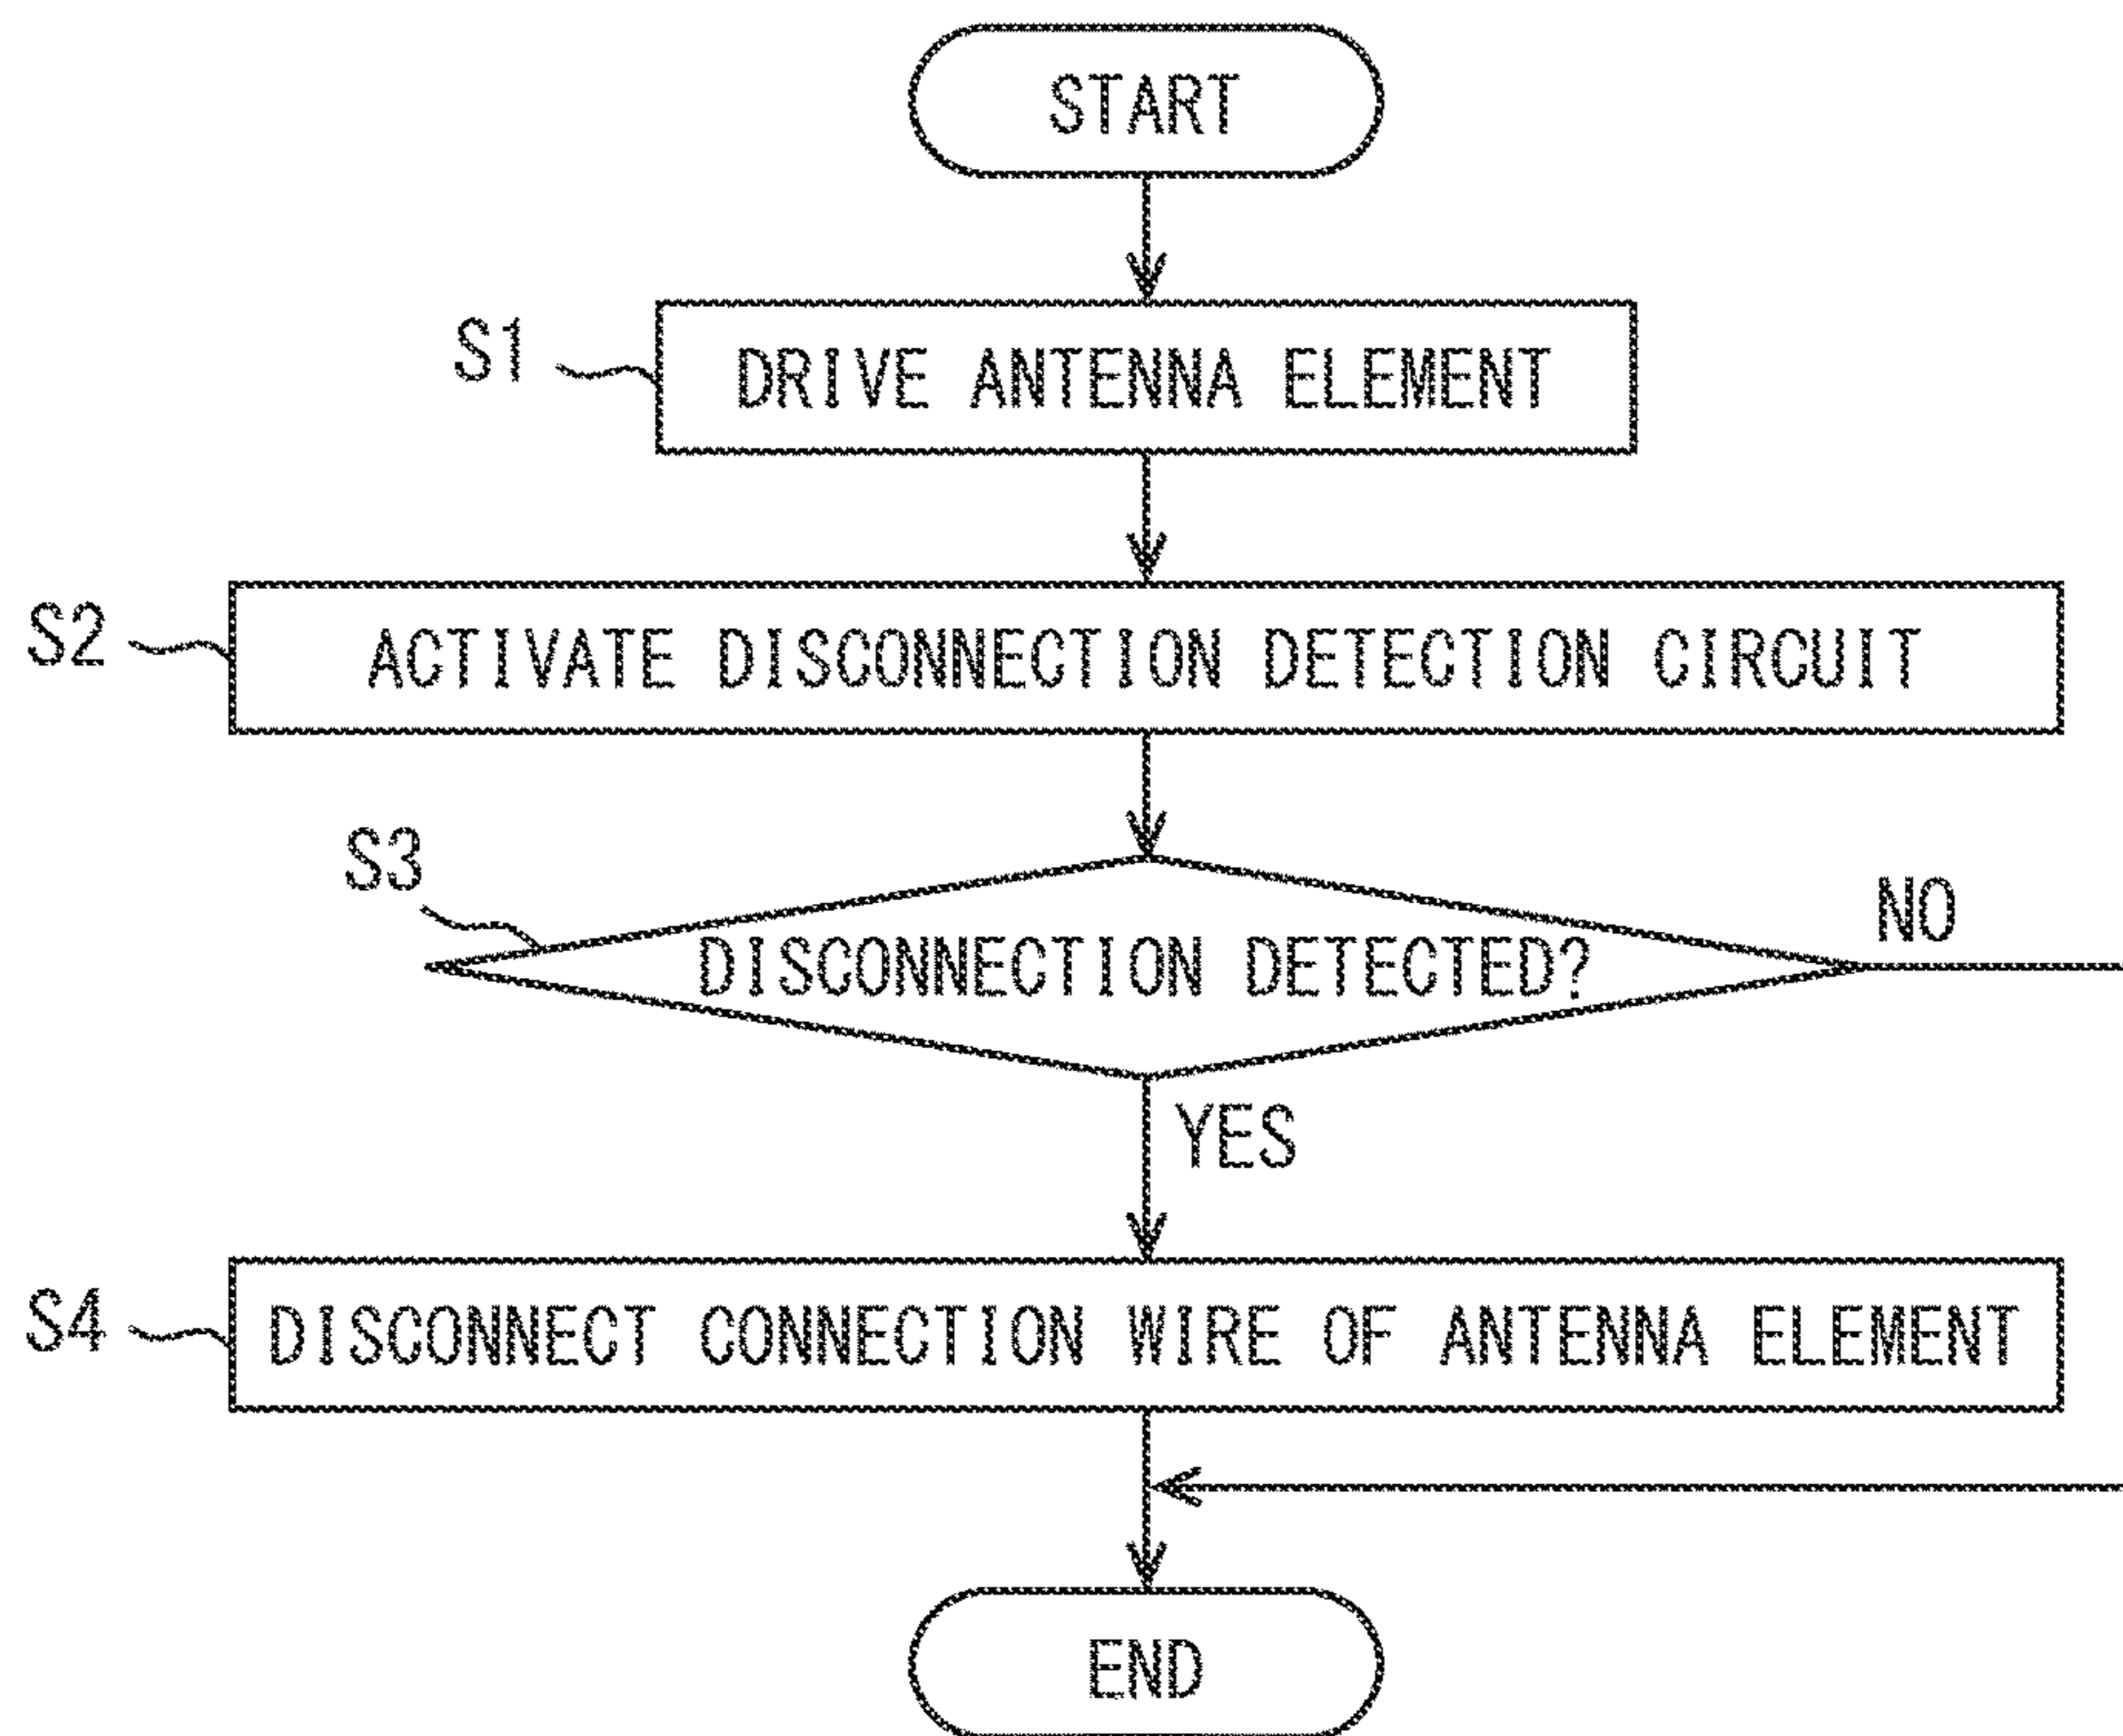 START
S1
DRIVE ANTENNA ELEMENT
S2
ACTIVATE DISCONNECTION DETECTION CIRCUIT
S3
DISCONNECTION DETECTED?
NO
YES
S4
DISCONNECT CONNECTION WIRE OF ANTENNA ELEMENT
END